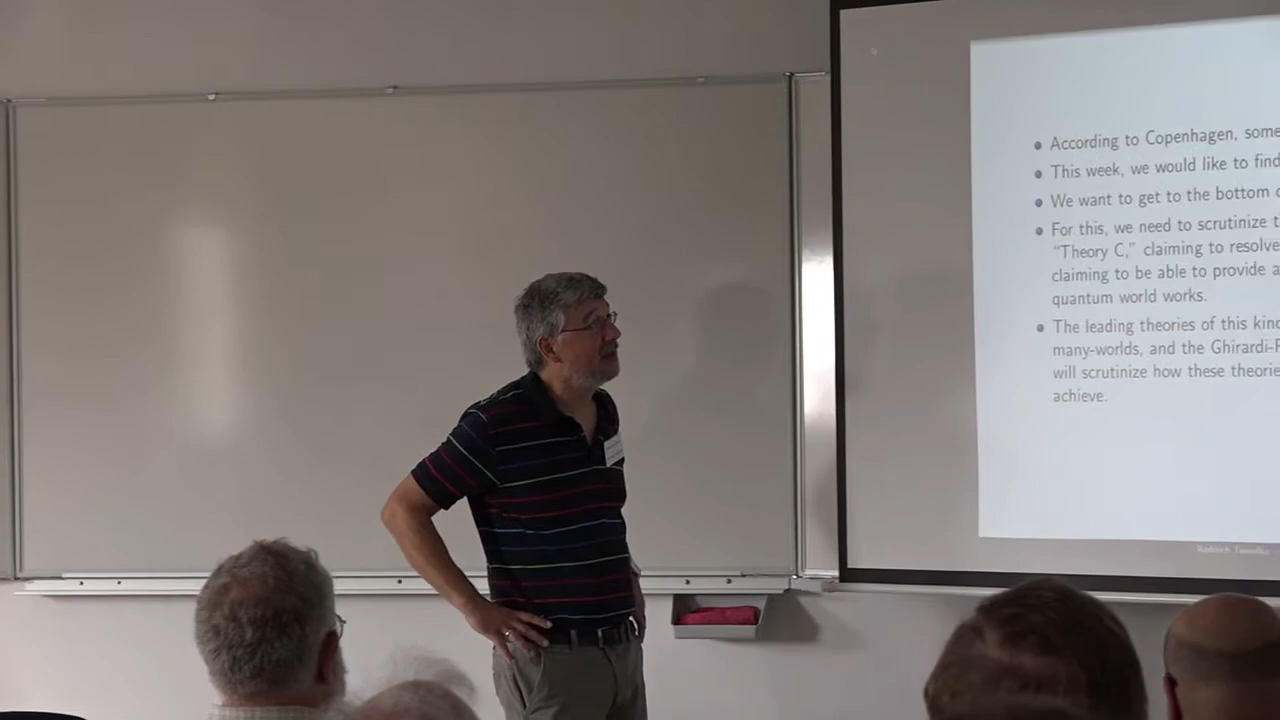 According to Copenhagen, some
This week, we would like to find
We want to get to the bottom
For this, we need to scrutinize
"Theory C," claiming to resolve
claiming to be able to provide a
quantum world works.
The leading theories of this kind
many-worlds, and the Ghirardi-
will scrutinize how these theorie
achieve.